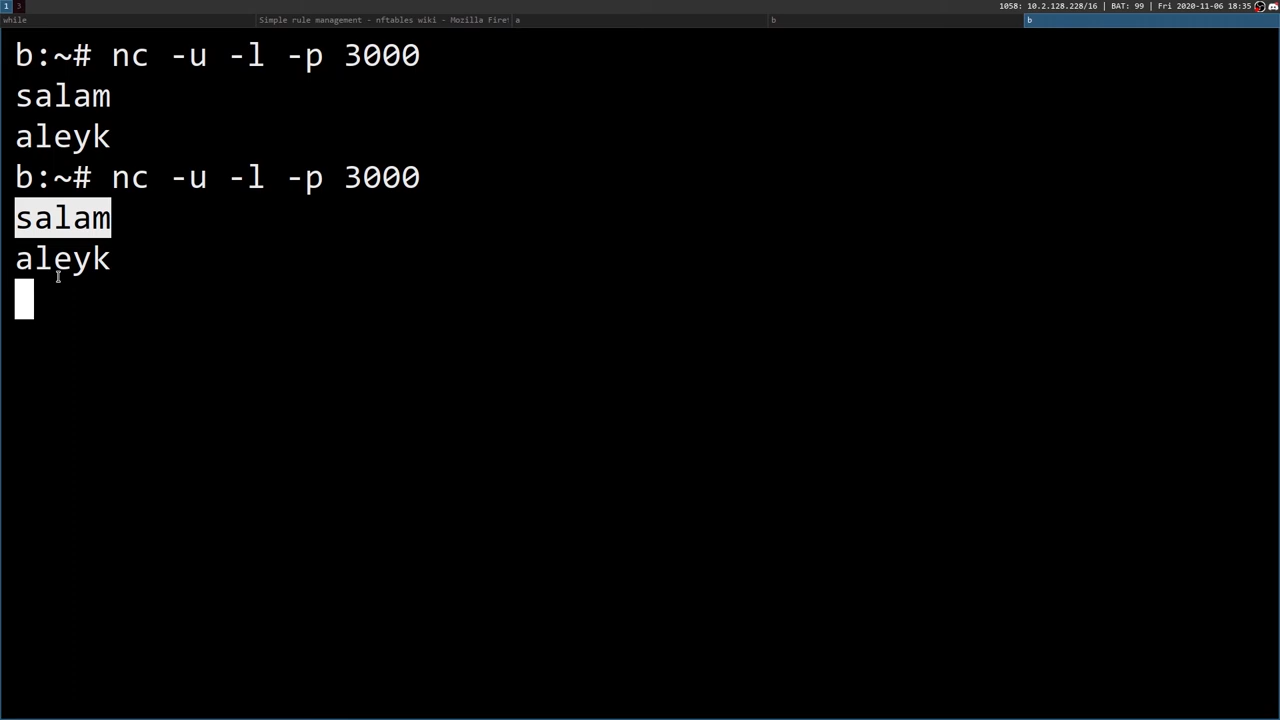 1 3 1058: 10.2.128.228/16 | BAT: 99 | Fri 2020-11-06 18:35
while Simple rule management - nftables wiki - Mozilla Firef a b b
b:~# nc -u -l -p 3000
salam
aleyk
b:~# nc -u -l -p 3000
salam
aleyk